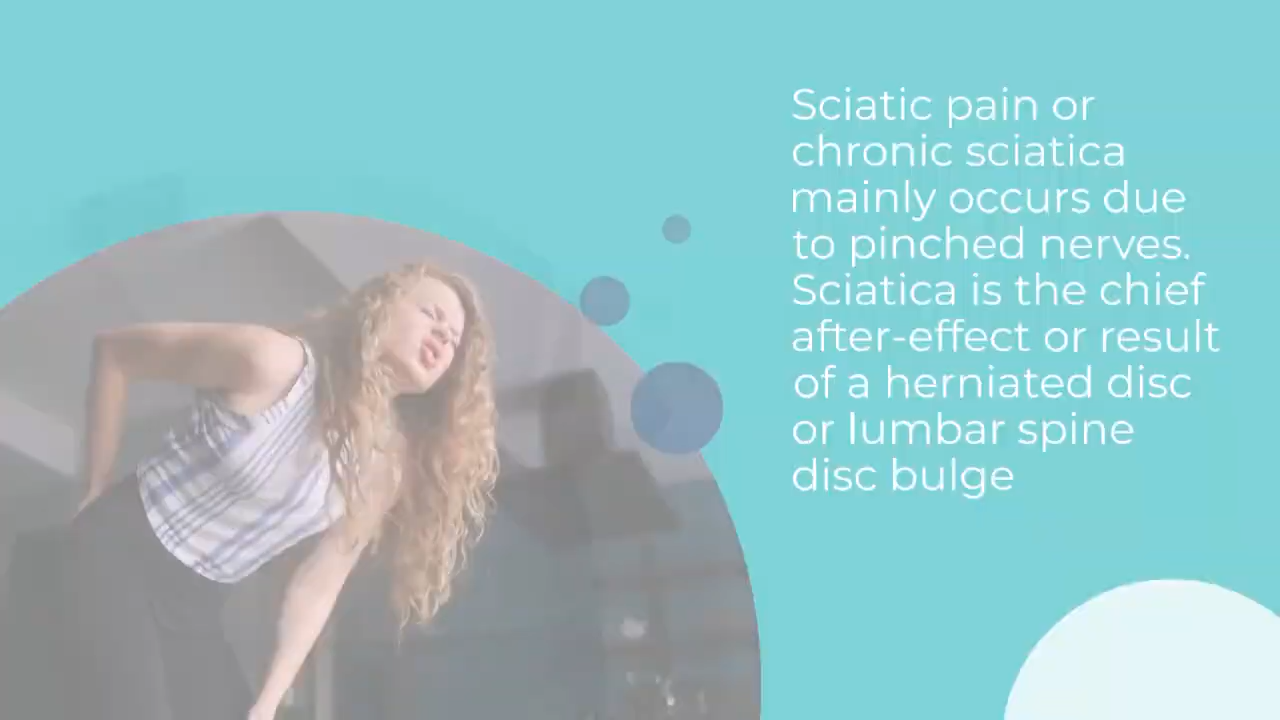 Sciatic pain or
chronic sciatica
mainly occurs due
to pinched nerves.
Sciatica is the chief
after-effect or result
of a herniated disc
or lumbar spine
disc bulge